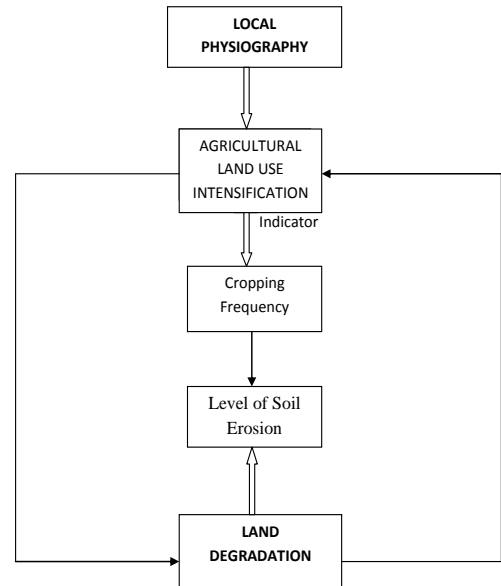 LOCAL
PHYSIOGRAPHY
AGRICULTURAL
LAND USE
INTENSIFICATION
Indicator
Cropping
Frequency
Level of Soil
Erosion
LAND
DEGRADATION